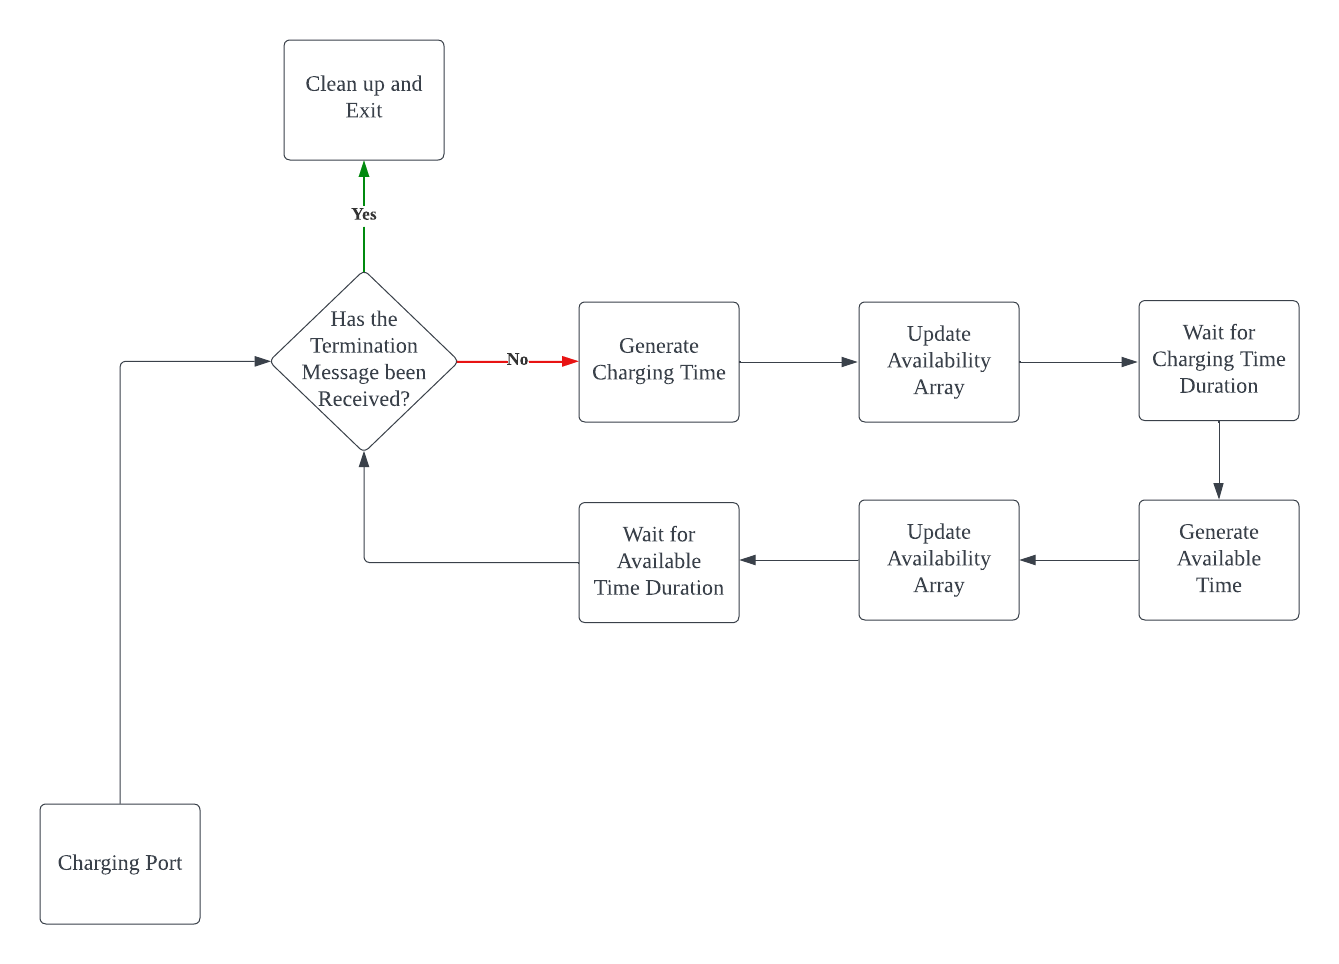 Clean up and
Exit
Yes
Has the
Termination
Message been
Received?
No
Generate
Charging Time
Update
Availability
Array
Wait for
Charging Time
Duration
Wait for
Available
Time Duration
Update
Availability
Array
Generate
Available
Time
Charging Port